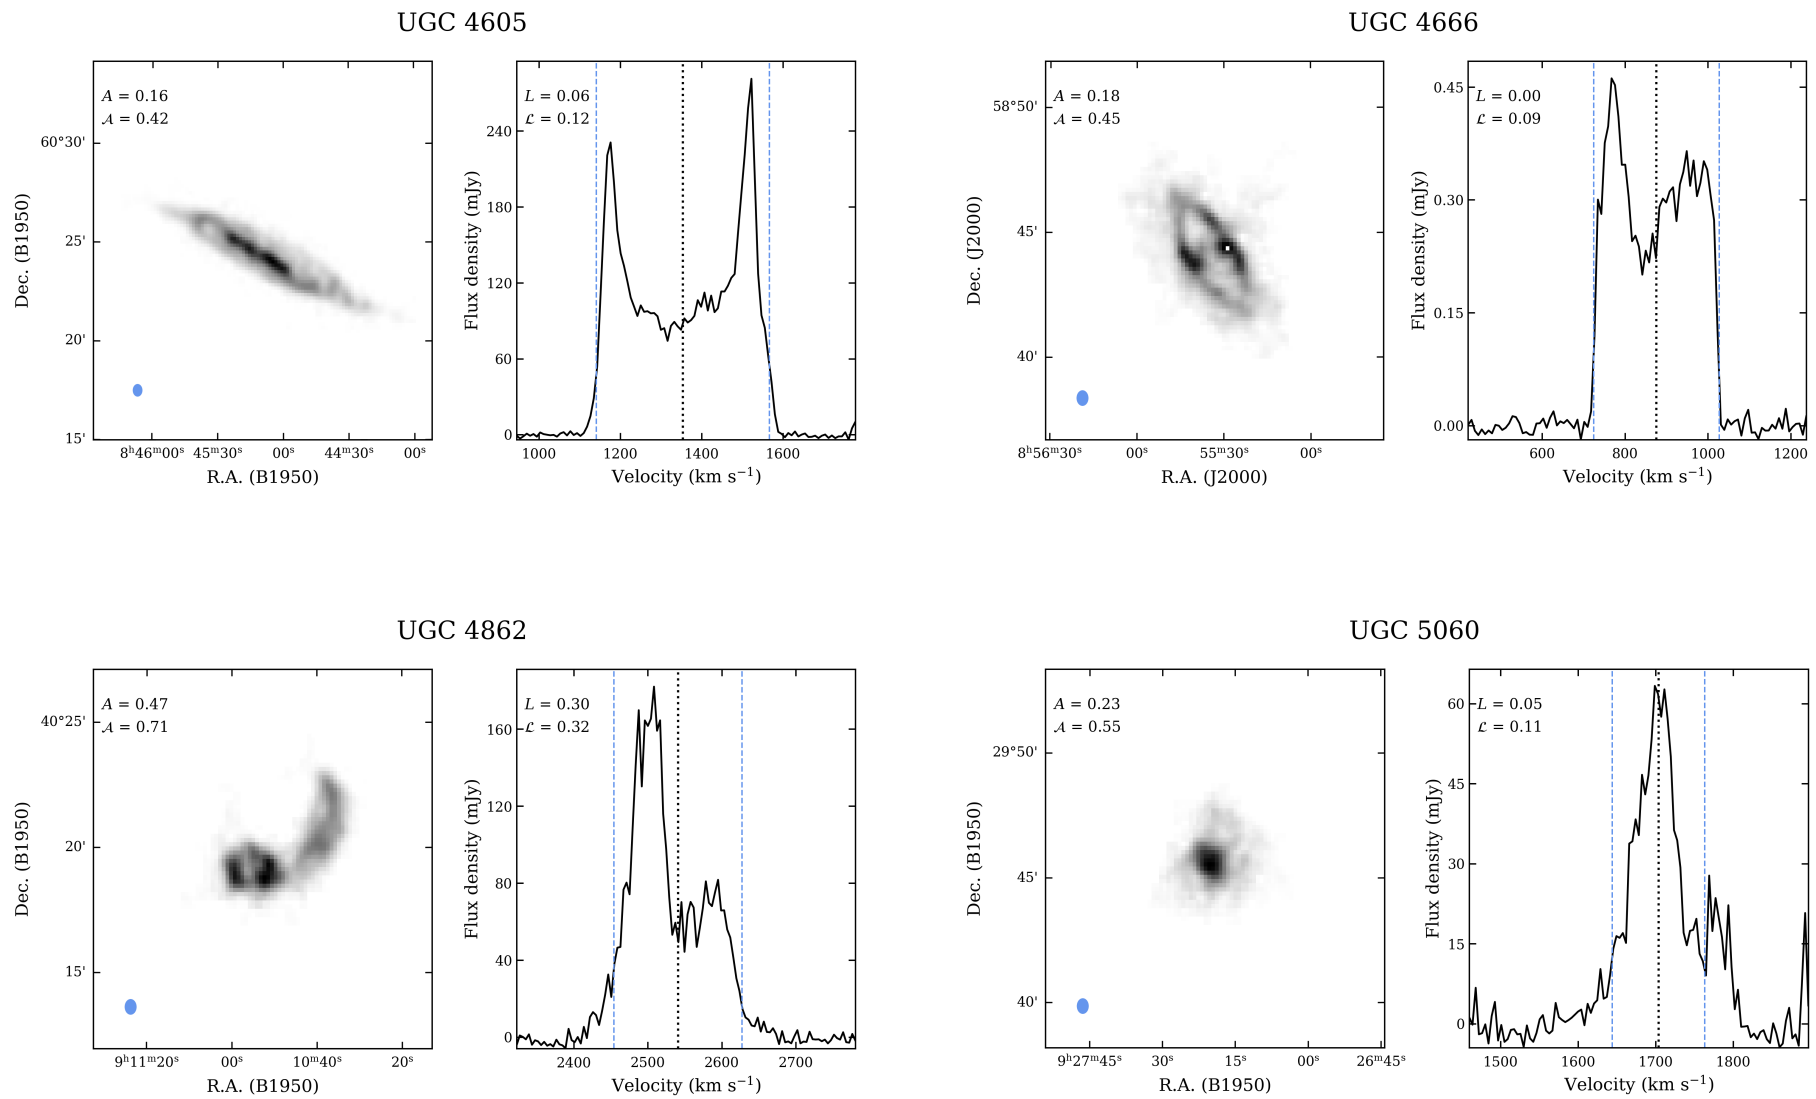 UGC 4605
A = 0.16
𝒜 = 0.42
60°30'
25'
20'
15'
Dec. (B1950)
8ʰ46ᵐ00ˢ 45ᵐ30ˢ 00ˢ 44ᵐ30ˢ 00ˢ
R.A. (B1950)
L = 0.06
ℒ = 0.12
240
180
120
60
0
Flux density (mJy)
1000 1200 1400 1600
Velocity (km s⁻¹)
UGC 4666
A = 0.18
𝒜 = 0.45
58°50'
45'
40'
Dec. (J2000)
8ʰ56ᵐ30ˢ 00ˢ 55ᵐ30ˢ 00ˢ
R.A. (J2000)
L = 0.00
ℒ = 0.09
0.45
0.30
0.15
0.00
Flux density (mJy)
600 800 1000 1200
Velocity (km s⁻¹)
UGC 4862
A = 0.47
𝒜 = 0.71
40°25'
20'
15'
Dec. (B1950)
9ʰ11ᵐ20ˢ 00ˢ 10ᵐ40ˢ 20ˢ
R.A. (B1950)
L = 0.30
ℒ = 0.32
160
120
80
40
0
Flux density (mJy)
2400 2500 2600 2700
Velocity (km s⁻¹)
UGC 5060
A = 0.23
𝒜 = 0.55
29°50'
45'
40'
Dec. (B1950)
9ʰ27ᵐ45ˢ 30ˢ 15ˢ 00ˢ 26ᵐ45ˢ
R.A. (B1950)
L = 0.05
ℒ = 0.11
60
45
30
15
0
Flux density (mJy)
1500 1600 1700 1800
Velocity (km s⁻¹)